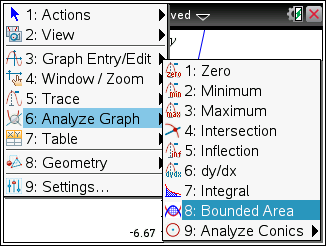 1: Actions
2: View
3: Graph Entry/Edit
4: Window / Zoom
5: Trace
6: Analyze Graph
7: Table
8: Geometry
9: Settings...
ved
y
1: Zero
2: Minimum
3: Maximum
4: Intersection
5: Inflection
6: dy/dx
7: Integral
8: Bounded Area
9: Analyze Conics
-6.67